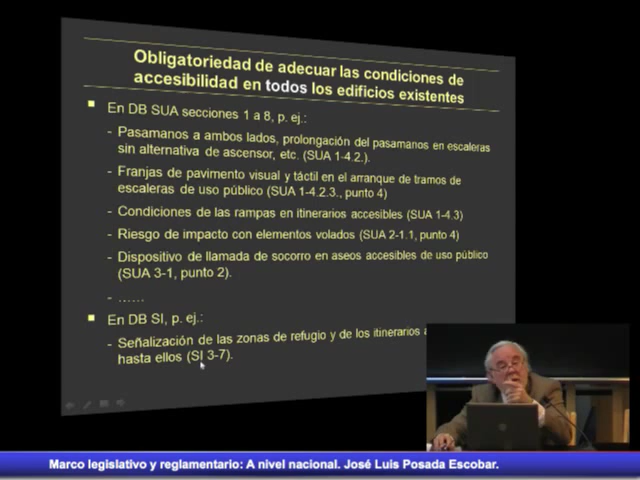 Obligatoriedad de adecuar las condiciones de
accesibilidad en todos los edificios existentes
En DB SUA secciones 1 a 8, p. ej.:
- Pasamanos a ambos lados, prolongación del pasamanos en escaleras
sin alternativa de ascensor, etc. (SUA 1-4.2.).
- Franjas de pavimento visual y táctil en el arranque de tramos de
escaleras de uso público (SUA 1-4.2.3., punto 4)
- Condiciones de las rampas en itinerarios accesibles (SUA 1-4.3)
- Riesgo de impacto con elementos volados (SUA 2-1.1, punto 4)
- Dispositivo de llamada de socorro en aseos accesibles de uso público
(SUA 3-1, punto 2).
- ......
En DB SI, p. ej.:
- Señalización de las zonas de refugio y de los itinerarios
hasta ellos (SI 3-7).
Marco legislativo y reglamentario: A nivel nacional. José Luis Posada Escobar.